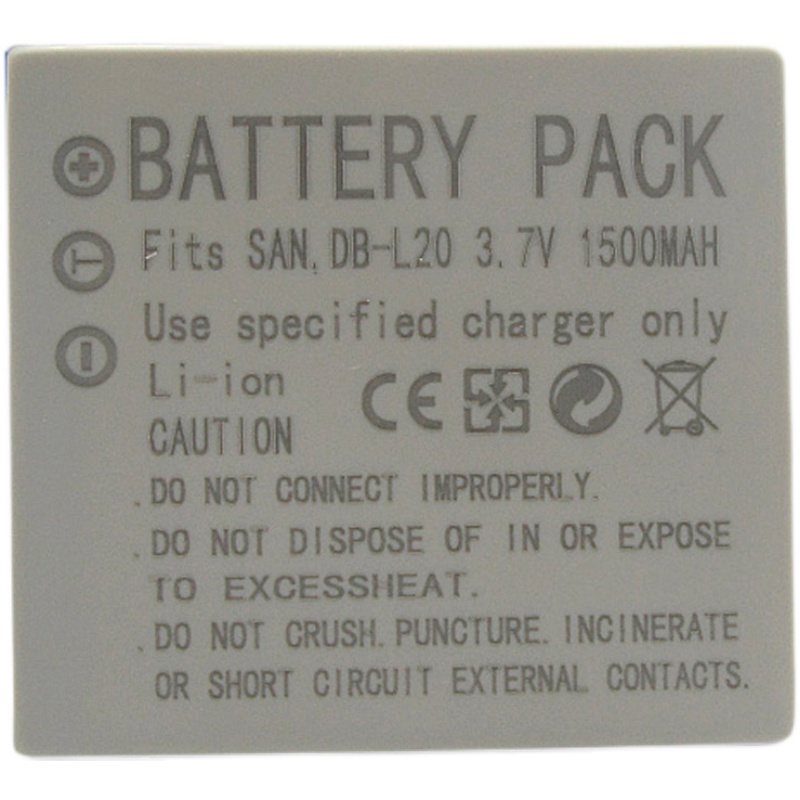 BATTERY PACK
Fits SAN. DB-L20 3.7V 1500MAH
T
Use specified charger only
Li-ion
CE
CAUTION
.DO NOT CONNECT IMPROPERLY.
.DO NOT DISPOSE OF IN OR EXPOSE
TO EXCESSHEAT.
.DO NOT CRUSH. PUNCTURE. INCINERATE
OR SHORT CIRCUIT EXTERNAL CONTACTS.